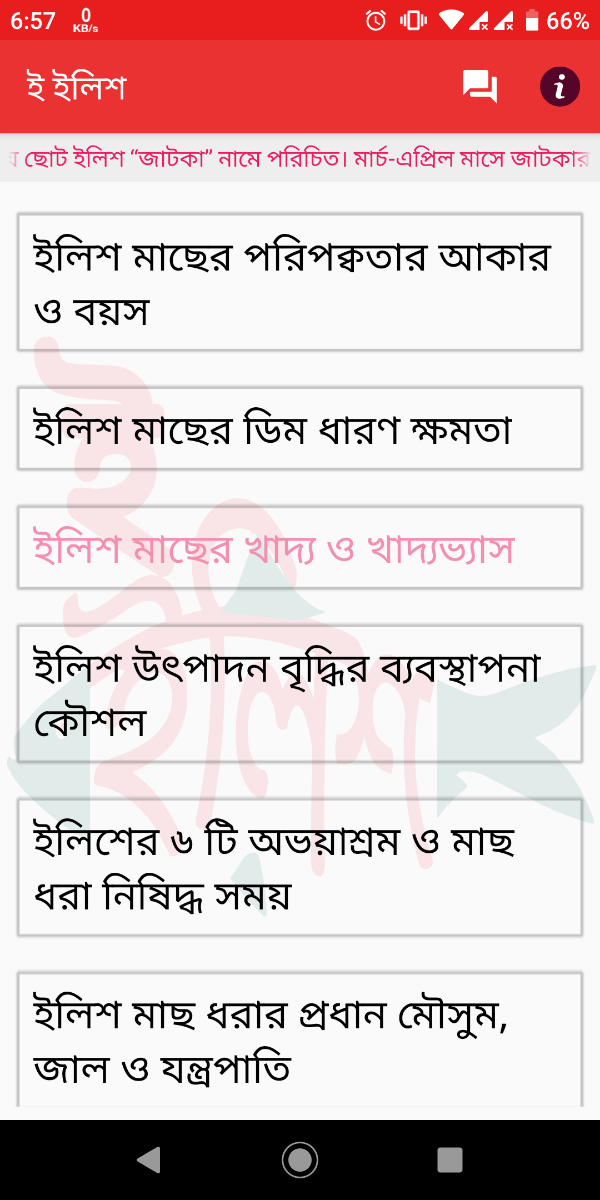 6:57 0 KB/s 66%
ই ইলিশ
ছোট ইলিশ “জাটকা” নামে পরিচিত। মার্চ-এপ্রিল মাসে জাটকার
ইলিশ মাছের পরিপক্বতার আকার
ও বয়স
ইলিশ মাছের ডিম ধারণ ক্ষমতা
ইলিশ মাছের খাদ্য ও খাদ্যভ্যাস
ইলিশ উৎপাদন বৃদ্ধির ব্যবস্থাপনা
কৌশল
ইলিশের ৬ টি অভয়াশ্রম ও মাছ
ধরা নিষিদ্ধ সময়
ইলিশ মাছ ধরার প্রধান মৌসুম,
জাল ও যন্ত্রপাতি
ই
ইলিশ